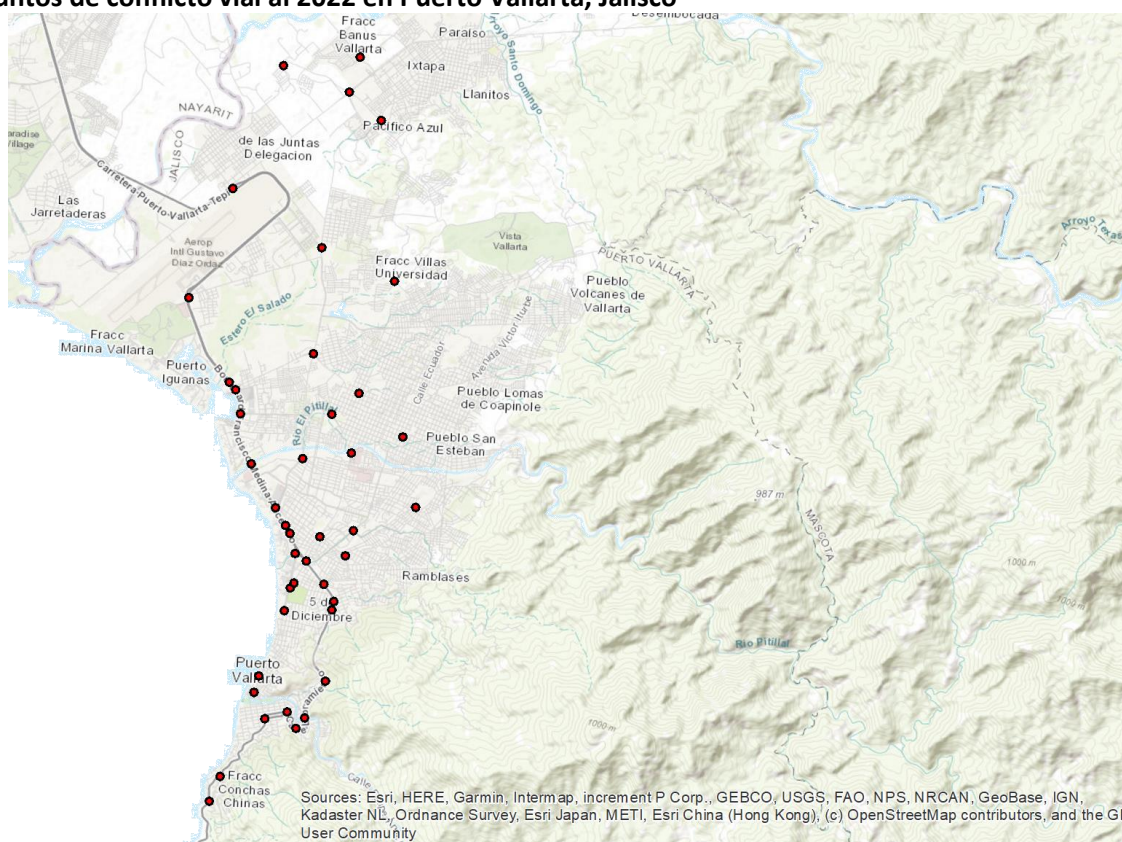 untos de conflicto vial al 2022 en Puerto Vallarta, Jalisco
Desembocada
Fracc
Banus
Vallarta
Paraiso
Ixtapa
Llanitos
Arroyo Santo Domingo
Pacifico Azul
NAYARIT
JALISCO
de las Juntas
Delegacion
aradise
Village
Carretera-Puerto-Vallarta-Tepi
Las
Jarretaderas
Aerop
Intl Gustavo
Diaz Ordaz
Vista
Vallarta
Arroyo Texas
Fracc Villas
Universidad
PUERTO VALLARTA
Pueblo
Volcanes de
Vallarta
Estero El Salado
Fracc
Marina Vallarta
Puerto
Iguanas
Calle Ecuador
Avenida Victor Iturbe
Pueblo Lomas
de Coapinole
Rio El Pitillal
Pueblo San
Esteban
Francisco Medina
987 m
MASCOTA
1000 m
1000 m
Ramblases
5 de
Diciembre
Rio Pitillal
Puerto
Vallarta
1000 m
Fracc
Conchas
Chinas
Calle
Sources: Esri, HERE, Garmin, Intermap, increment P Corp., GEBCO, USGS, FAO, NPS, NRCAN, GeoBase, IGN,
Kadaster NL, Ordnance Survey, Esri Japan, METI, Esri China (Hong Kong), (c) OpenStreetMap contributors, and the GI
User Community